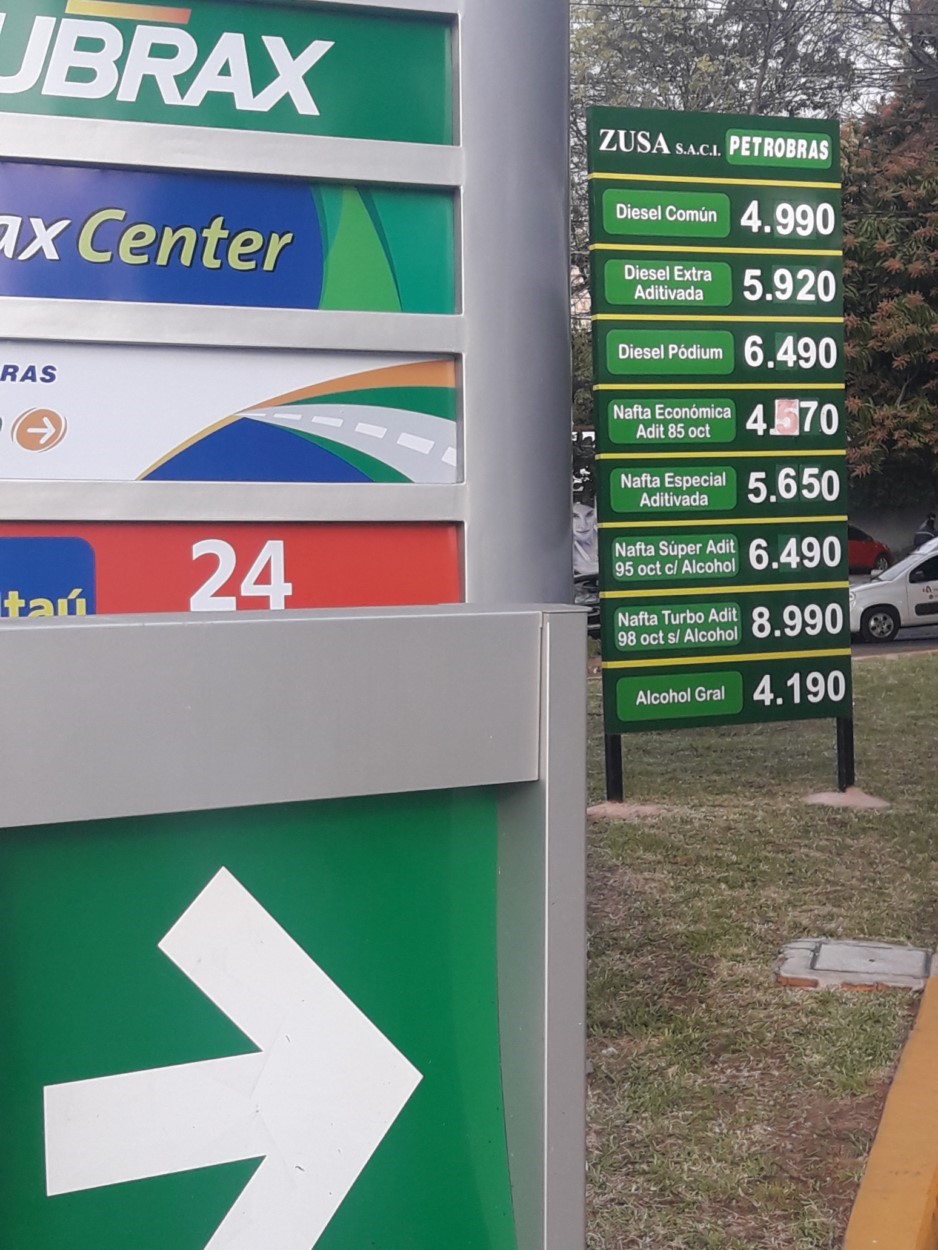 UBRAX
ax Center
RAS
24
Itaú
ZUSA S.A.C.I. PETROBRAS
Diesel Común 4.990
Diesel Extra
Aditivada 5.920
Diesel Pódium 6.490
Nafta Económica
Adit 85 oct 4.570
Nafta Especial
Aditivada 5.650
Nafta Súper Adit
95 oct c/ Alcohol 6.490
Nafta Turbo Adit
98 oct s/ Alcohol 8.990
Alcohol Gral 4.190